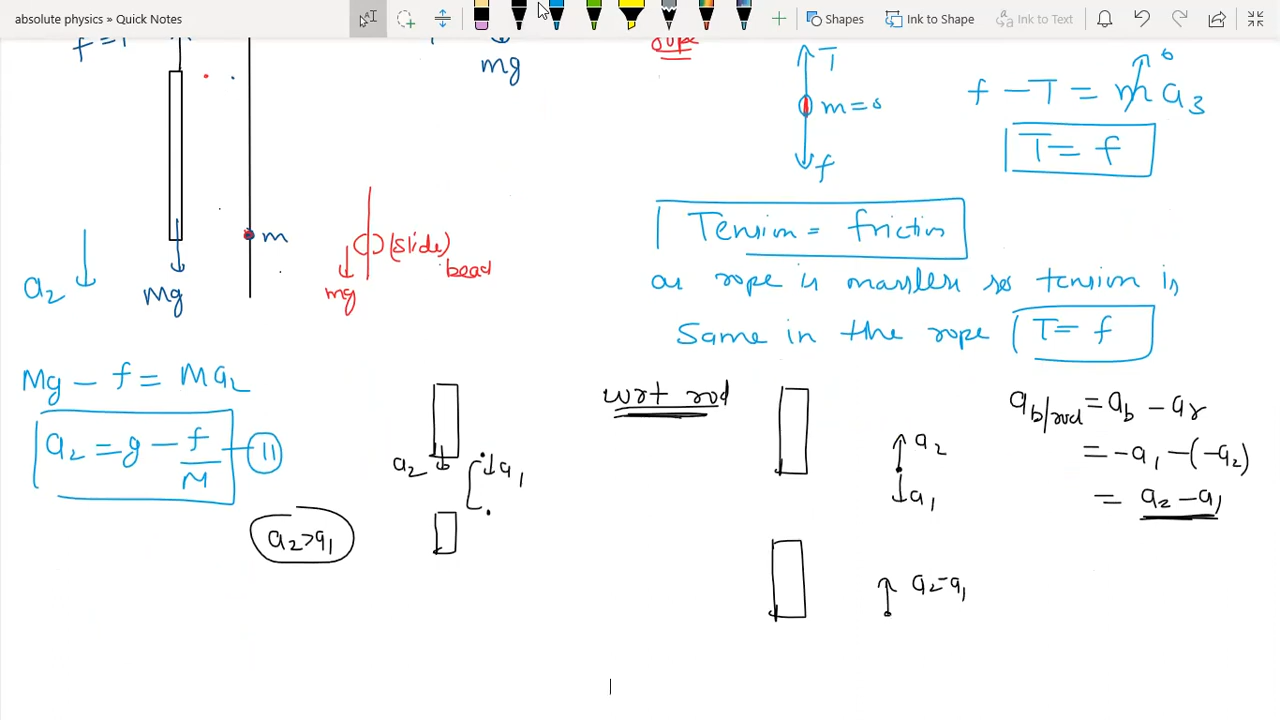 absolute physics » Quick Notes
Shapes
Ink to Shape
Ink to Text
mg
T
m=0
f
f - T = m a3
0
T = f
Tension = friction
as rope is massless so tension is
Same in the rope T = f
m
(slide)
bead
mg
a2
Mg
Mg - f = Ma2
a2 = g - f/M
11
a2>a1
a2
a1
wrt rod
a2
a1
a2-a1
ab/rod = ab - ar
= -a1 -(-a2)
= a2 - a1